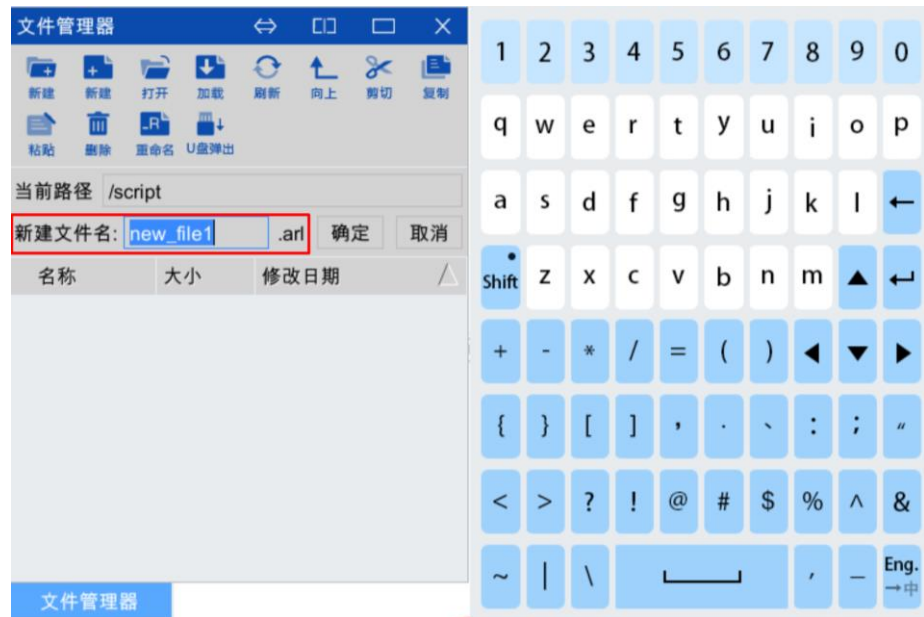 文件管理器
新建 新建 打开 加载 刷新 向上 剪切 复制
粘贴 删除 重命名 U盘弹出
当前路径 /script
新建文件名: new_file1 .arl 确定 取消
名称 大小 修改日期
文件管理器
1 2 3 4 5 6 7 8 9 0
q w e r t y u i o p
a s d f g h j k l ←
Shift z x c v b n m ▲ ↵
+ - * / = ( ) ◀ ▼ ▶
{ } [ ] , . 、 : ; "
< > ? ! @ # $ % ^ &
~ | \ ′ _ Eng.
→中